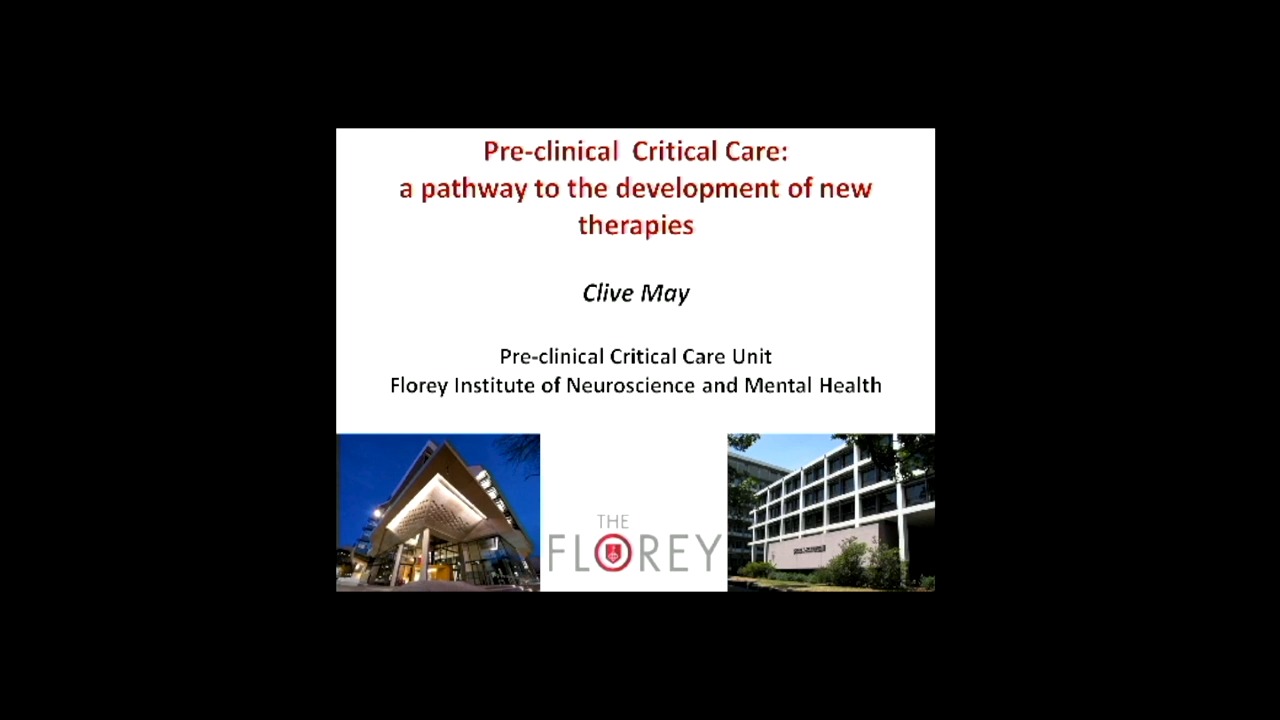 Pre-clinical Critical Care:
a pathway to the development of new
therapies
Clive May
Pre-clinical Critical Care Unit
Florey Institute of Neuroscience and Mental Health
THE
FLOREY